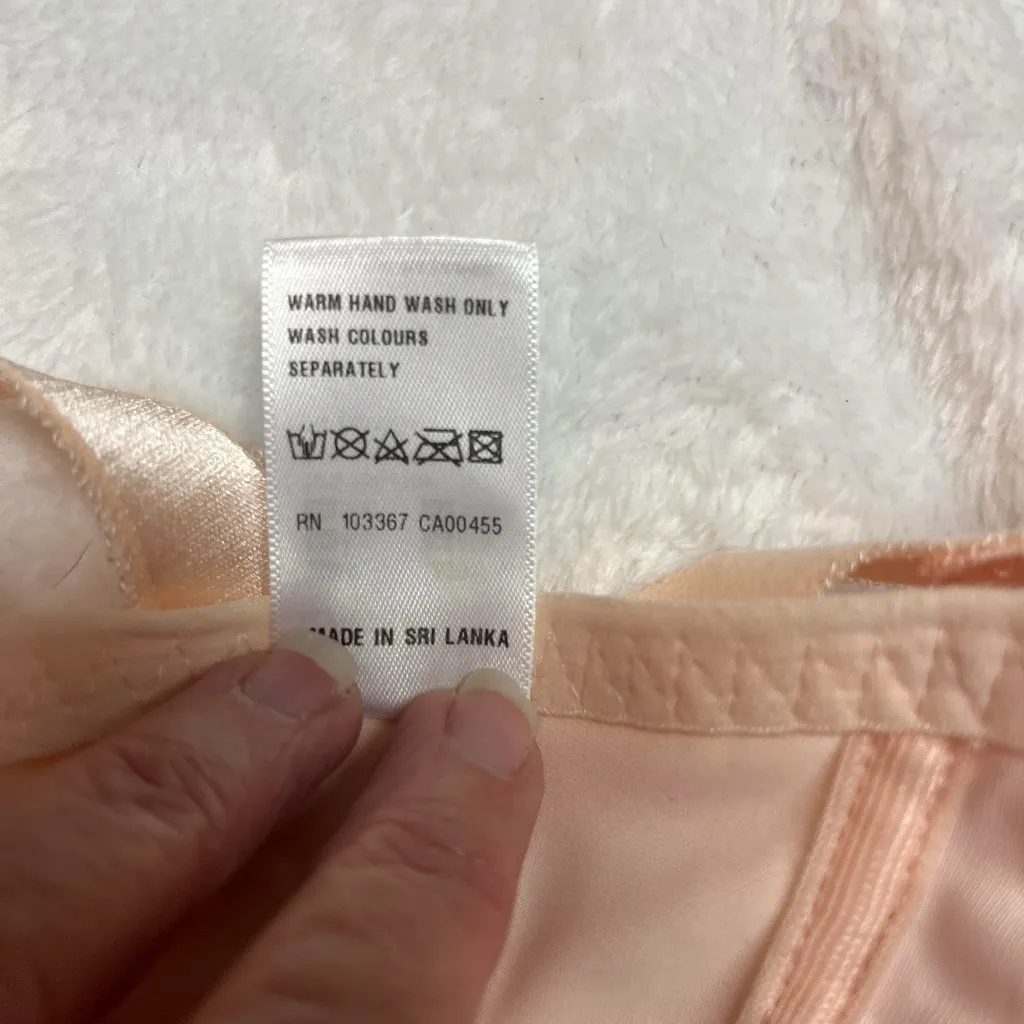 WARM HAND WASH ONLY
WASH COLOURS
SEPARATELY
RN 103367 CA00455
MADE IN SRI LANKA